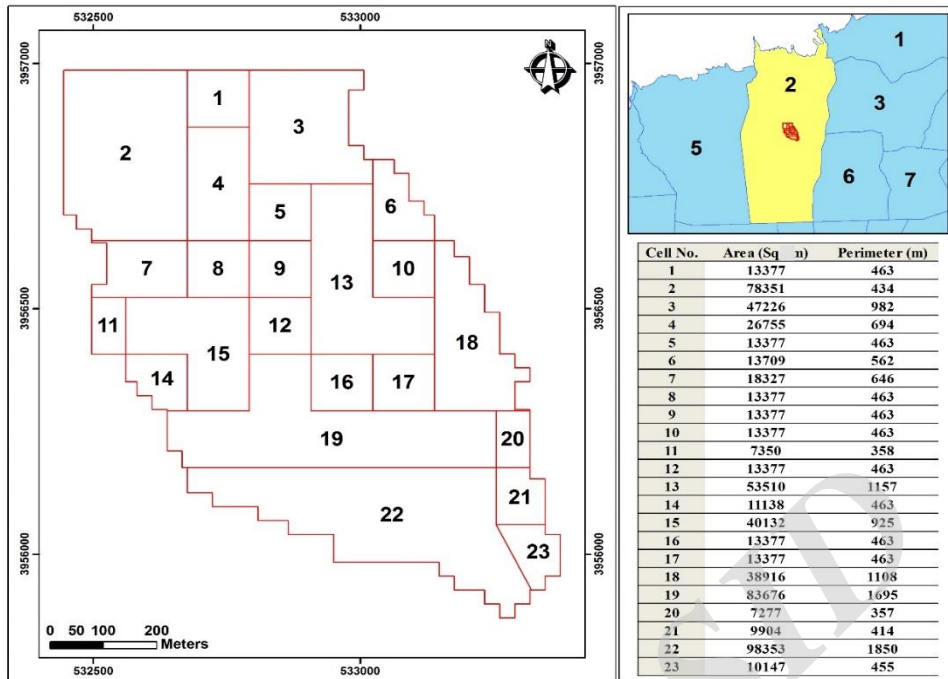 532500 533000
N
3957000 3957000
3956500 3956500
3956000 3956000
1
2
3
4
5
6
7
8
9
10
11
12
13
14
15
16
17
18
19
20
21
22
23
0 50 100 200
Meters
532500 533000
1
2
3
5
6
7
Cell No. Area (Sq m) Perimeter (m)
1 13377 463
2 78351 434
3 47226 982
4 26755 694
5 13377 463
6 13709 562
7 18327 646
8 13377 463
9 13377 463
10 13377 463
11 7350 358
12 13377 463
13 53510 1157
14 11138 463
15 40132 925
16 13377 463
17 13377 463
18 38916 1108
19 83676 1695
20 7277 357
21 9904 414
22 98353 1850
23 10147 455
SID